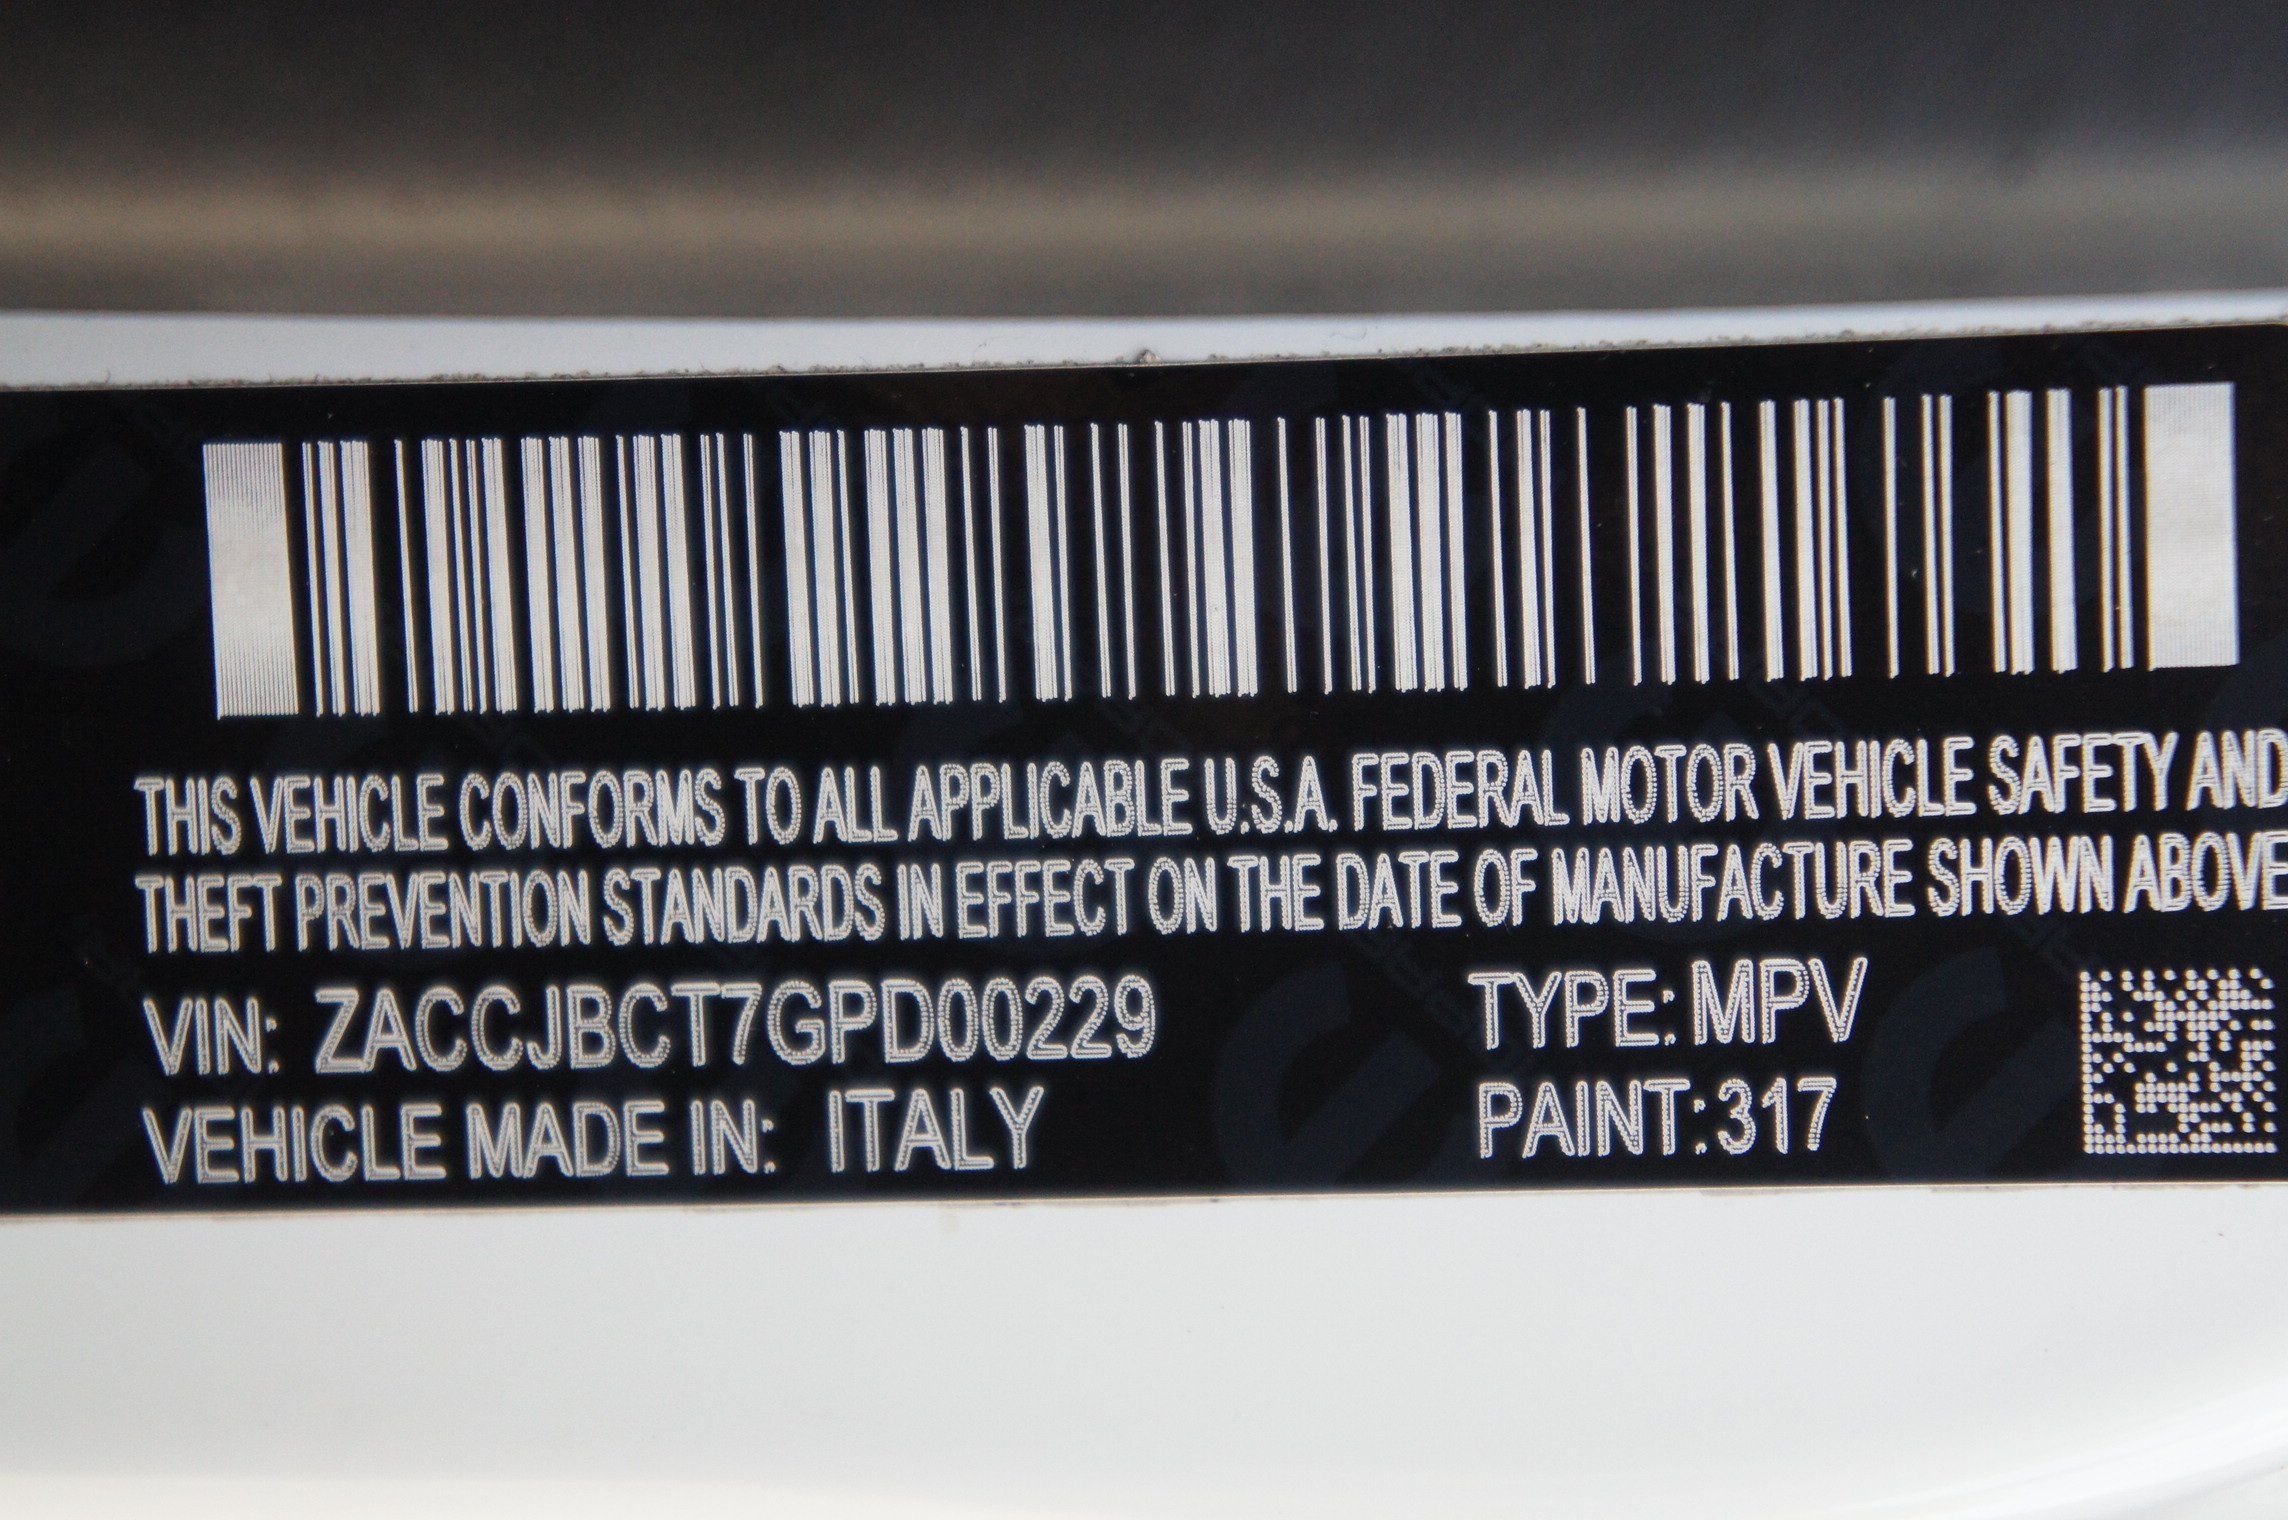 THIS VEHICLE CONFORMS TO ALL APPLICABLE U.S.A. FEDERAL MOTOR VEHICLE SAFETY AND
THEFT PREVENTION STANDARDS IN EFFECT ON THE DATE OF MANUFACTURE SHOWN ABOVE
VIN: ZACCJBCT7GPD00229 TYPE: MPV
VEHICLE MADE IN: ITALY PAINT:317